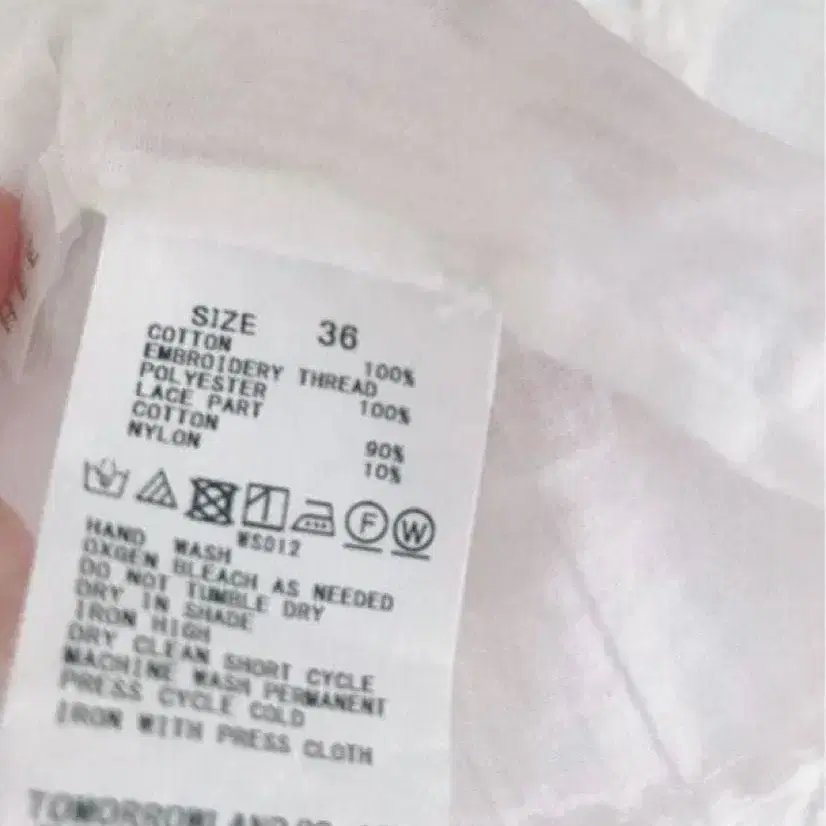 SIZE 36
COTTON 100%
EMBROIDERY THREAD
POLYESTER 100%
LACE PART
COTTON 90%
NYLON 10%
F W
WS012
HAND WASH
OXGEN BLEACH AS NEEDED
DO NOT TUMBLE DRY
DRY IN SHADE
IRON HIGH
DRY CLEAN SHORT CYCLE
MACHINE WASH PERMANENT
PRESS CYCLE COLD
IRON WITH PRESS CLOTH
TOMORROWLAND